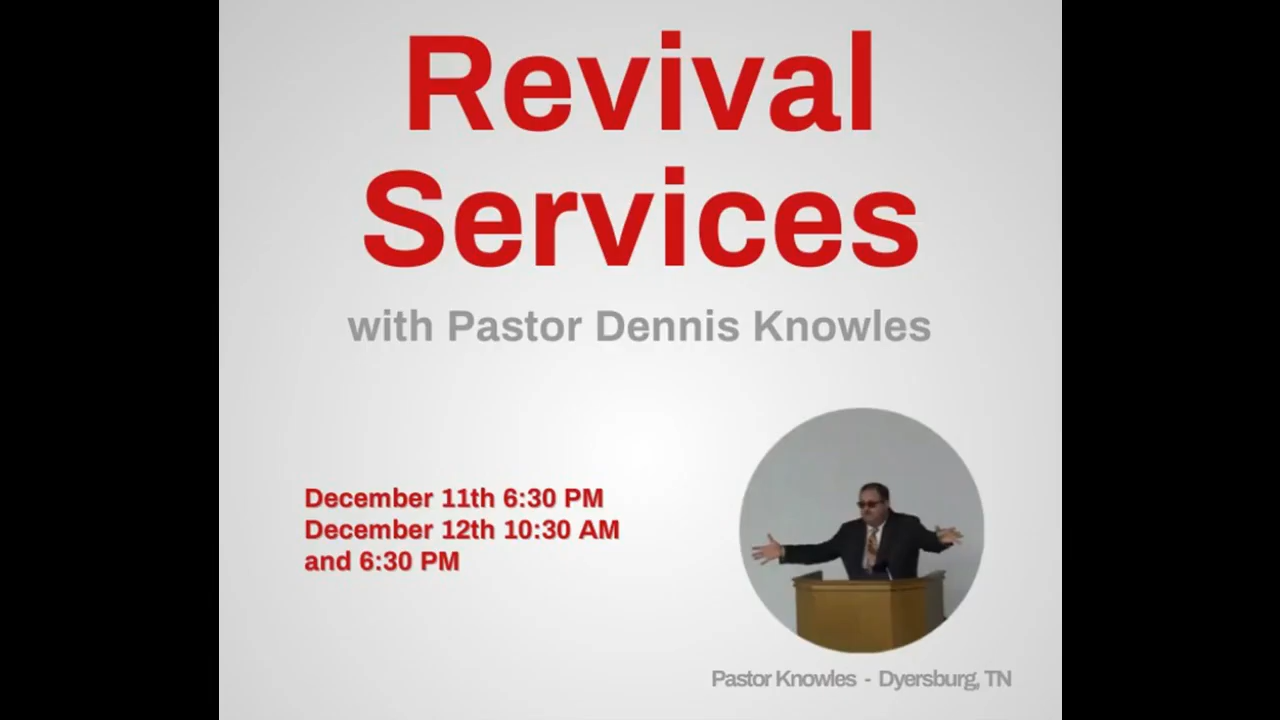 Revival
Services
with Pastor Dennis Knowles
December 11th 6:30 PM
December 12th 10:30 AM
and 6:30 PM
Pastor Knowles - Dyersburg, TN